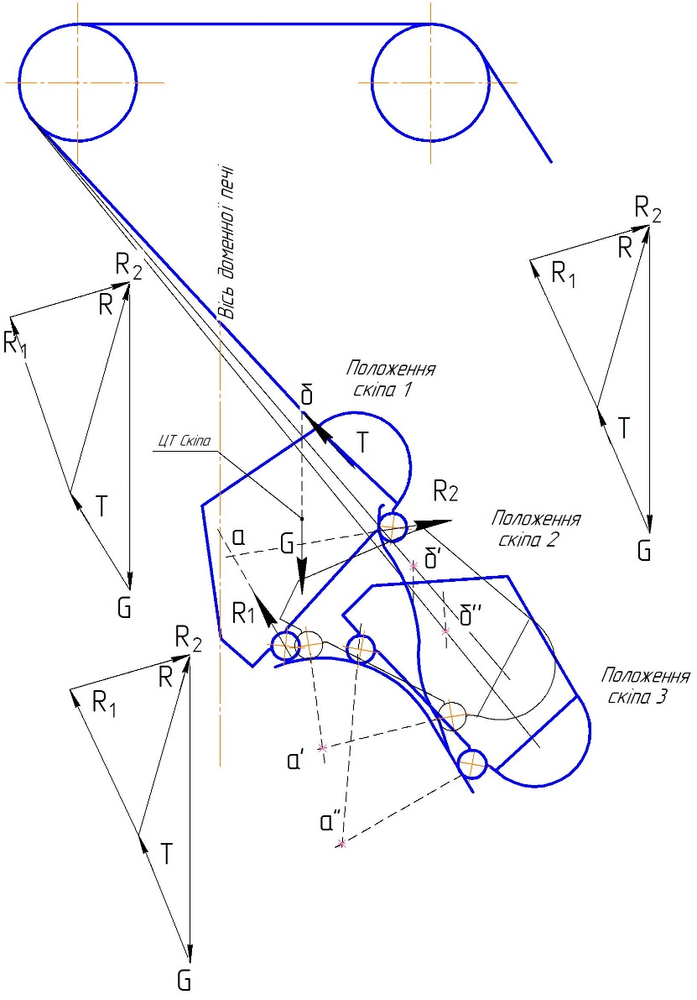 Вісь доменної печі
R2
R
R1
T
G
R2
R
R1
T
G
Положення
скіпа 1
δ
T
ЦТ Скіпа
R2
a
G
Положення
скіпа 2
δ'
R1
δ''
Положення
скіпа 3
a'
a''
R2
R
R1
T
G